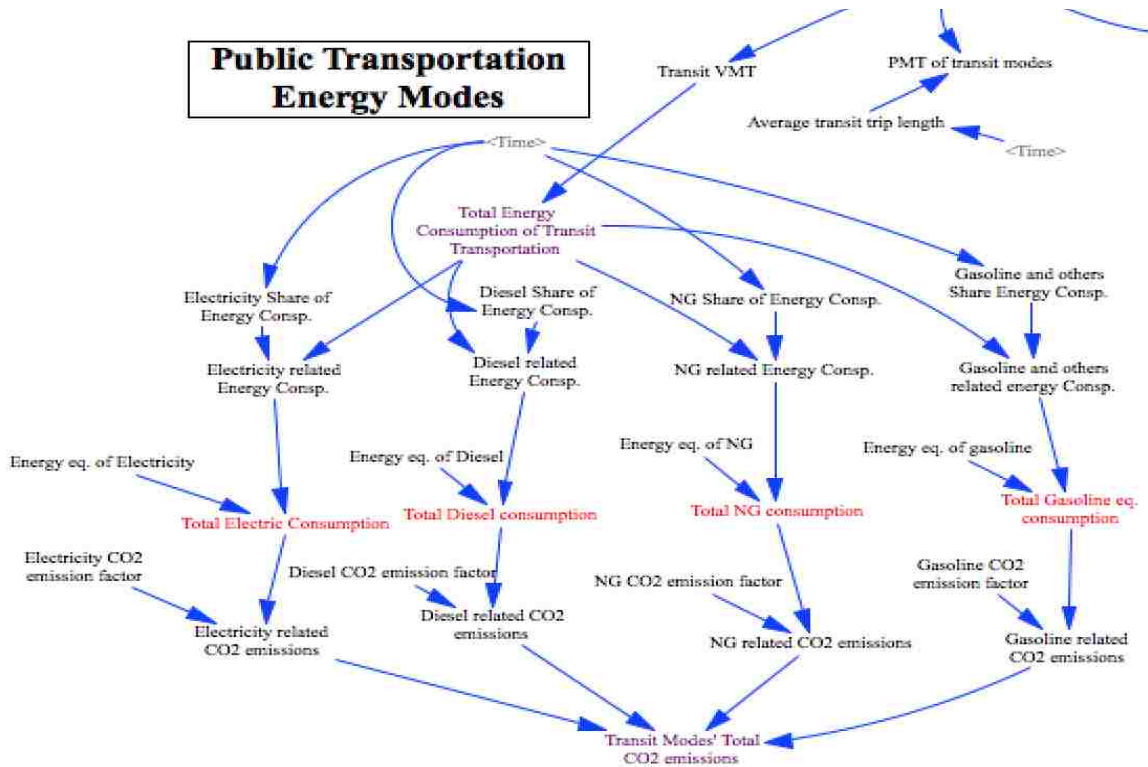 Public Transportation
Energy Modes
Transit VMT
PMT of transit modes
Average transit trip length
<Time>
<Time>
Total Energy
Consumption of Transit
Transportation
Electricity Share of
Energy Consp.
Diesel Share of
Energy Consp.
NG Share of Energy Consp.
Gasoline and others
Share Energy Consp.
Electricity related
Energy Consp.
Diesel related
Energy Consp.
NG related Energy Consp.
Gasoline and others
related energy Consp.
Energy eq. of Electricity
Energy eq. of Diesel
Energy eq. of NG
Energy eq. of gasoline
Total Electric Consumption
Total Diesel consumption
Total NG consumption
Total Gasoline eq.
consumption
Electricity CO2
emission factor
Diesel CO2 emission factor
NG CO2 emission factor
Gasoline CO2
emission factor
Electricity related
CO2 emissions
Diesel related CO2
emissions
NG related CO2 emissions
Gasoline related
CO2 emissions
Transit Modes' Total
CO2 emissions